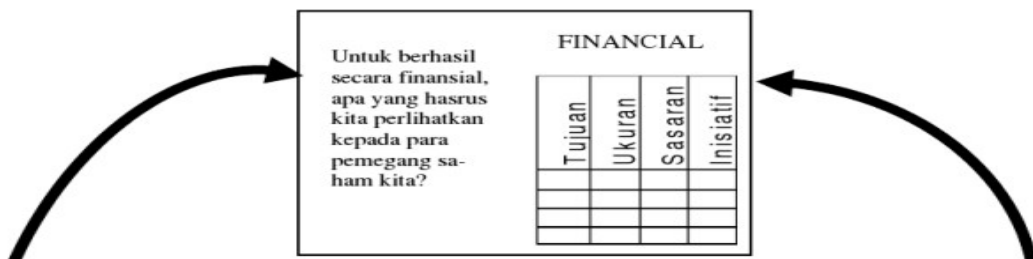 Untuk berhasil
secara finansial,
apa yang hasrus
kita perlihatkan
kepada para
pemegang sa-
ham kita?
FINANCIAL
Tujuan
Ukuran
Sasaran
Inisiatif